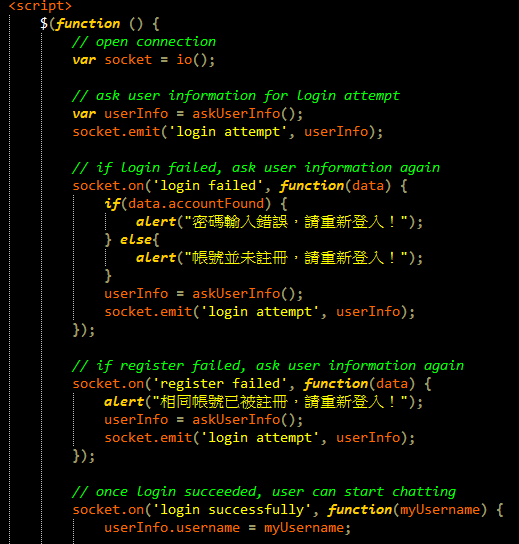 <script>
$(function () {
// open connection
var socket = io();
// ask user information for login attempt
var userInfo = askUserInfo();
socket.emit('login attempt', userInfo);
// if login failed, ask user information again
socket.on('login failed', function(data) {
if(data.accountFound) {
alert("密碼輸入錯誤，請重新登入！");
} else{
alert("帳號並未註冊，請重新登入！");
}
userInfo = askUserInfo();
socket.emit('login attempt', userInfo);
});
// if register failed, ask user information again
socket.on('register failed', function(data) {
alert("相同帳號已被註冊，請重新登入！");
userInfo = askUserInfo();
socket.emit('login attempt', userInfo);
});
// once login succeeded, user can start chatting
socket.on('login successfully', function(myUsername) {
userInfo.username = myUsername;